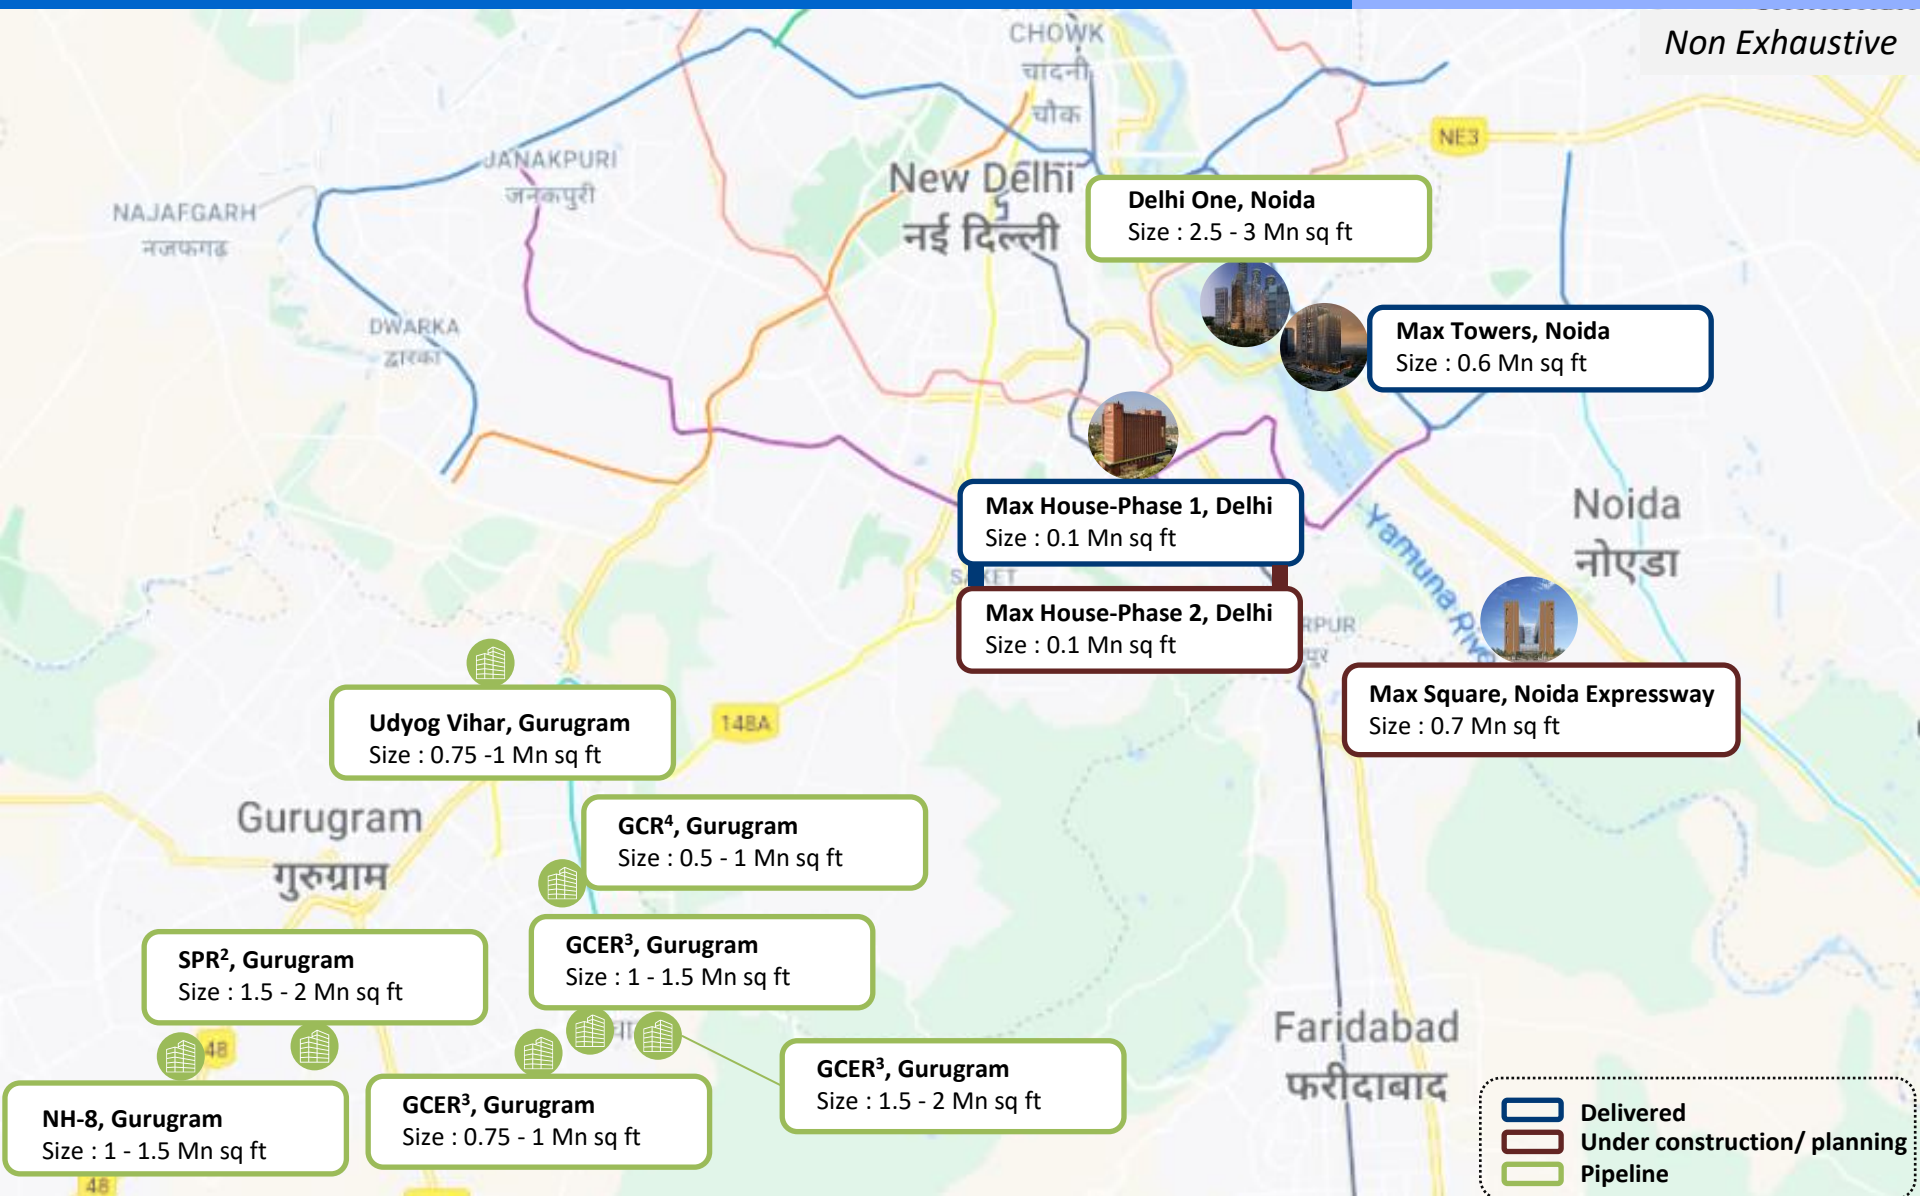 Non Exhaustive
CHOWK
चांदनी
चौक
NE3
JANAKPURI
जनकपुरी
New Delhi
नई दिल्ली
NAJAFGARH
नजफगढ़
Delhi One, Noida
Size : 2.5 - 3 Mn sq ft
DWARKA
द्वारका
Max Towers, Noida
Size : 0.6 Mn sq ft
Max House-Phase 1, Delhi
Size : 0.1 Mn sq ft
Noida
नोएडा
Yamuna Rive
Max House-Phase 2, Delhi
Size : 0.1 Mn sq ft
RPUR
पुर
Max Square, Noida Expressway
Size : 0.7 Mn sq ft
Udyog Vihar, Gurugram
Size : 0.75 -1 Mn sq ft
148A
Gurugram
गुरुग्राम
GCR⁴, Gurugram
Size : 0.5 - 1 Mn sq ft
GCER³, Gurugram
Size : 1 - 1.5 Mn sq ft
SPR², Gurugram
Size : 1.5 - 2 Mn sq ft
48
Faridabad
फरीदाबाद
GCER³, Gurugram
Size : 1.5 - 2 Mn sq ft
NH-8, Gurugram
Size : 1 - 1.5 Mn sq ft
GCER³, Gurugram
Size : 0.75 - 1 Mn sq ft
48
Delivered
Under construction/ planning
Pipeline